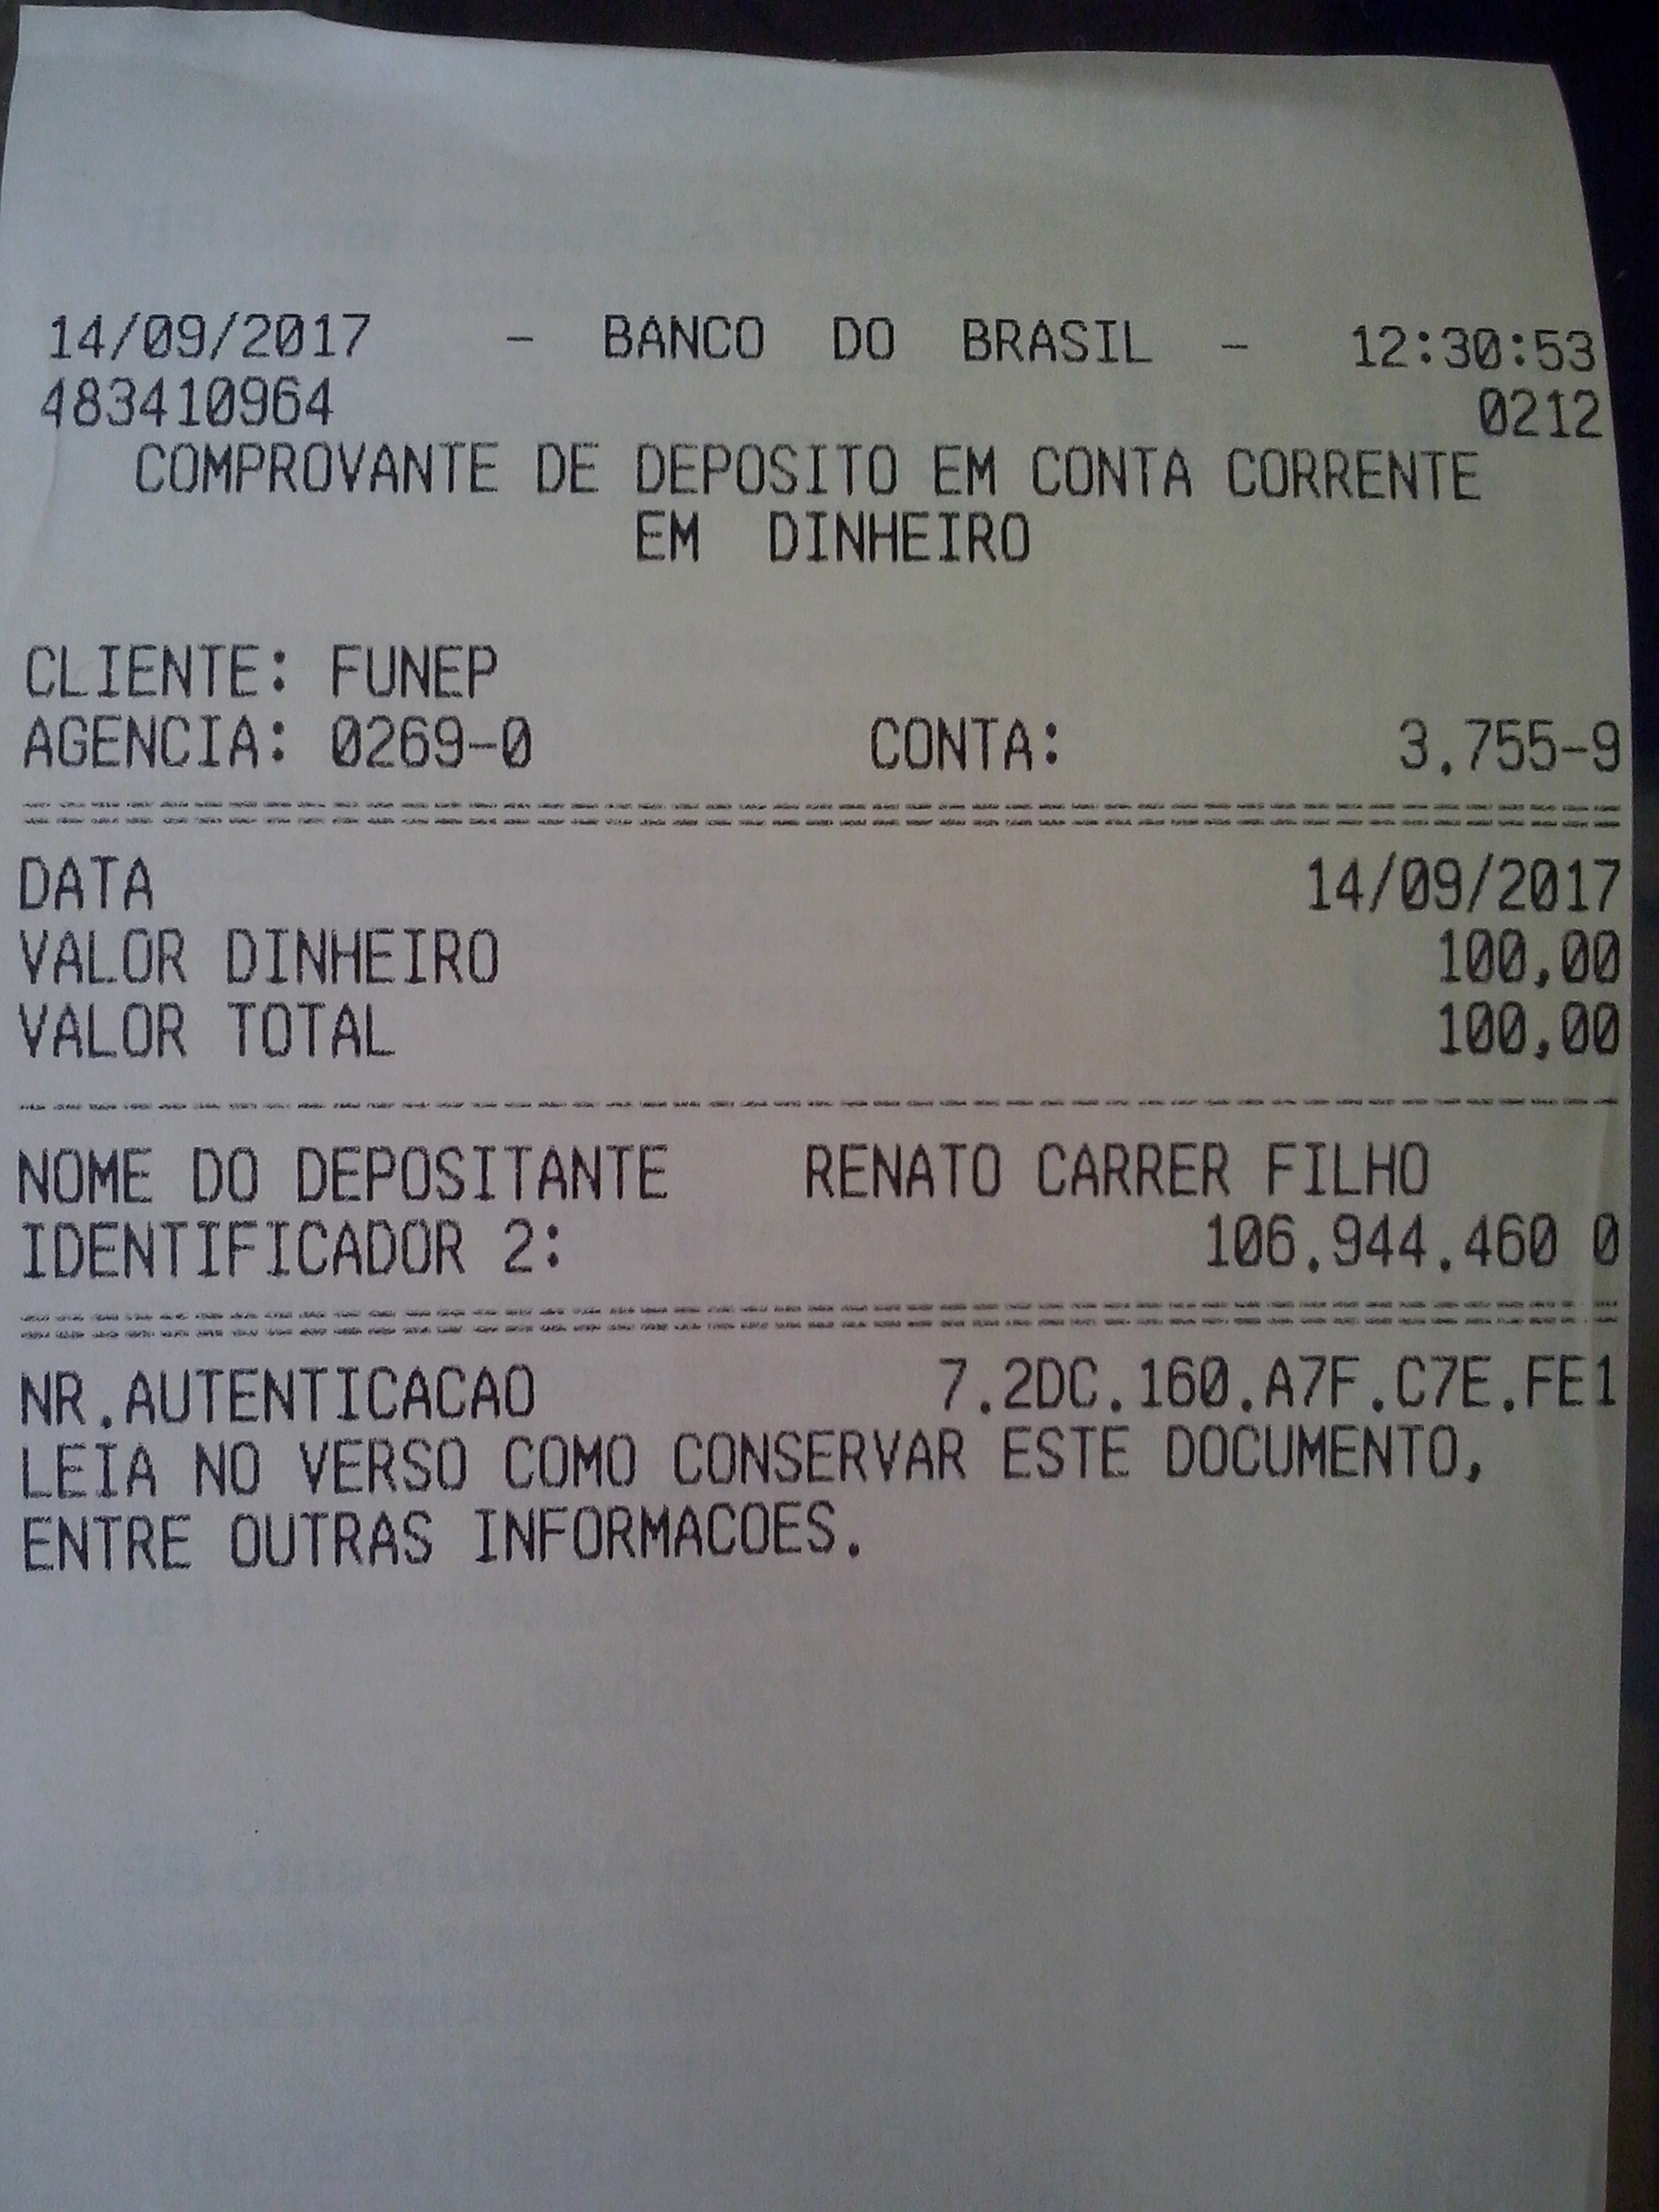 14/09/2017 - BANCO DO BRASIL - 12:30:53
483410964 0212
COMPROVANTE DE DEPOSITO EM CONTA CORRENTE
EM DINHEIRO
CLIENTE: FUNEP
AGENCIA: 0269-0 CONTA: 3.755-9
DATA 14/09/2017
VALOR DINHEIRO 100,00
VALOR TOTAL 100,00
NOME DO DEPOSITANTE RENATO CARRER FILHO
IDENTIFICADOR 2: 106.944.460 0
NR.AUTENTICACAO 7.2DC.160.A7F.C7E.FE1
LEIA NO VERSO COMO CONSERVAR ESTE DOCUMENTO,
ENTRE OUTRAS INFORMACOES.